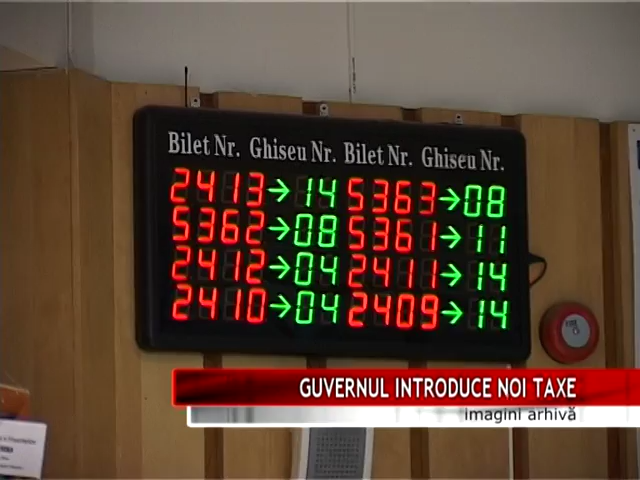 Bilet Nr. Ghiseu Nr. Bilet Nr. Ghiseu Nr.
2413→14 5363→08
5362→08 5361→11
2412→04 2411→14
2410→04 2409→14
GUVERNUL INTRODUCE NOI TAXE
imagini arhivă